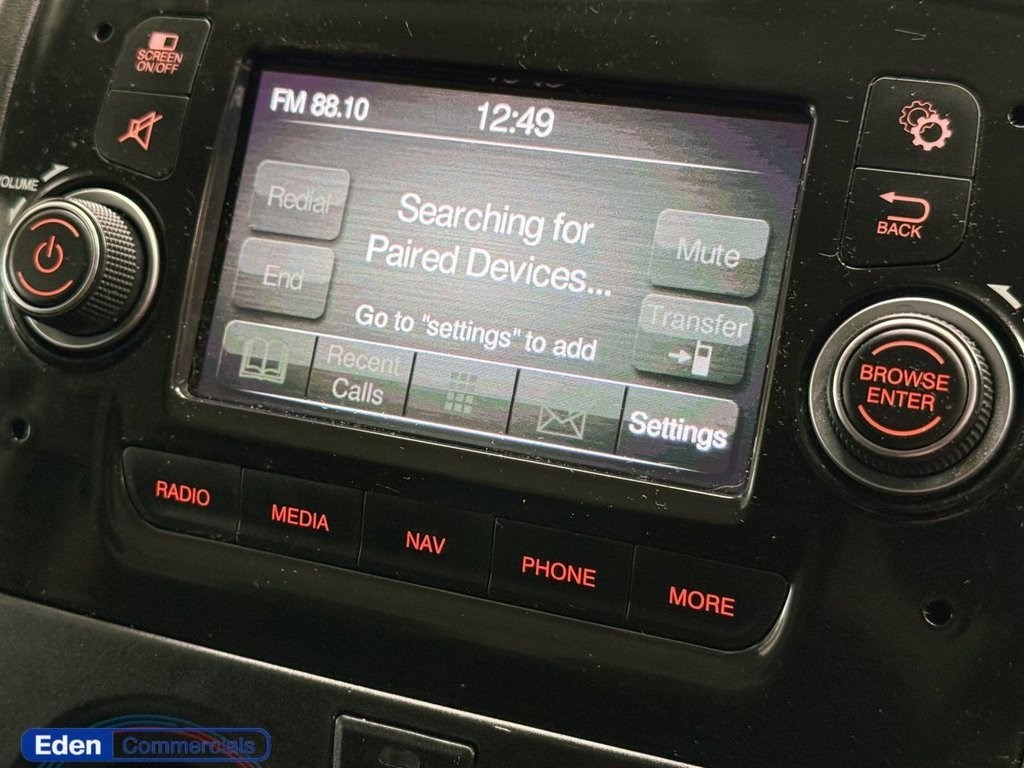 SCREEN
ON/OFF
VOLUME
FM 88.10
12:49
Redial
Searching for
Paired Devices...
Mute
End
Go to "settings" to add
Transfer
Recent
Calls
Settings
BACK
BROWSE
ENTER
RADIO
MEDIA
NAV
PHONE
MORE
Eden Commercials